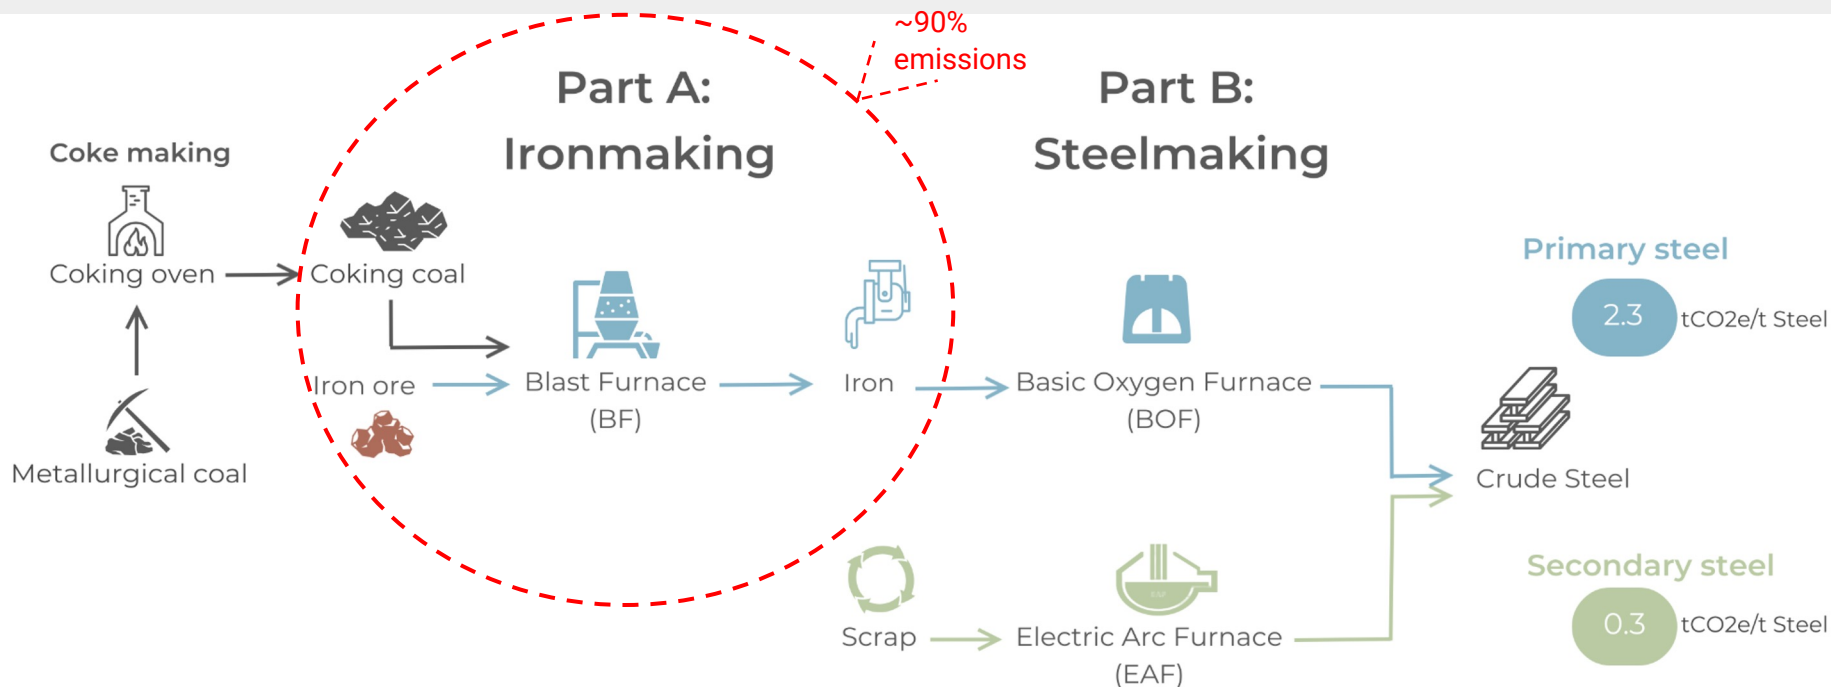 ~90%
emissions
Part A:
Ironmaking
Part B:
Steelmaking
Coke making
Coking oven
Metallurgical coal
Coking coal
Iron ore
Blast Furnace
(BF)
Iron
Basic Oxygen Furnace
(BOF)
Scrap
Electric Arc Furnace
(EAF)
Primary steel
2.3 tCO2e/t Steel
Crude Steel
Secondary steel
0.3 tCO2e/t Steel